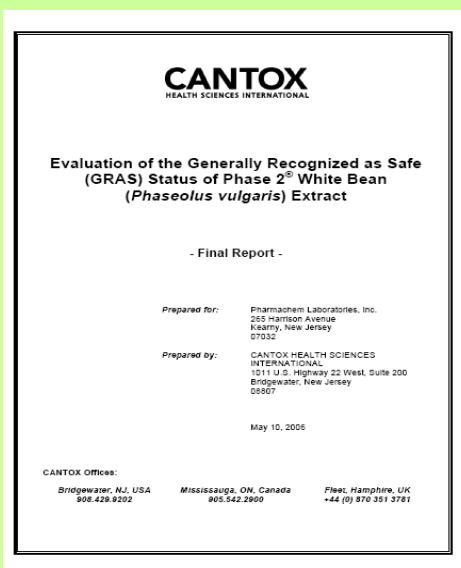 CANTOX
HEALTH SCIENCES INTERNATIONAL
Evaluation of the Generally Recognized as Safe
(GRAS) Status of Phase 2® White Bean
(Phaseolus vulgaris) Extract
- Final Report -
Prepared for: Pharmachem Laboratories, Inc.
265 Harrison Avenue
Kearny, New Jersey
07032
Prepared by: CANTOX HEALTH SCIENCES
INTERNATIONAL
1011 U.S. Highway 22 West, Suite 200
Bridgewater, New Jersey
08807
May 10, 2006
CANTOX Offices:
Bridgewater, NJ, USA Mississauga, ON, Canada Fleet, Hamphire, UK
908.429.9202 905.542.2900 +44 (0) 870 351 3781